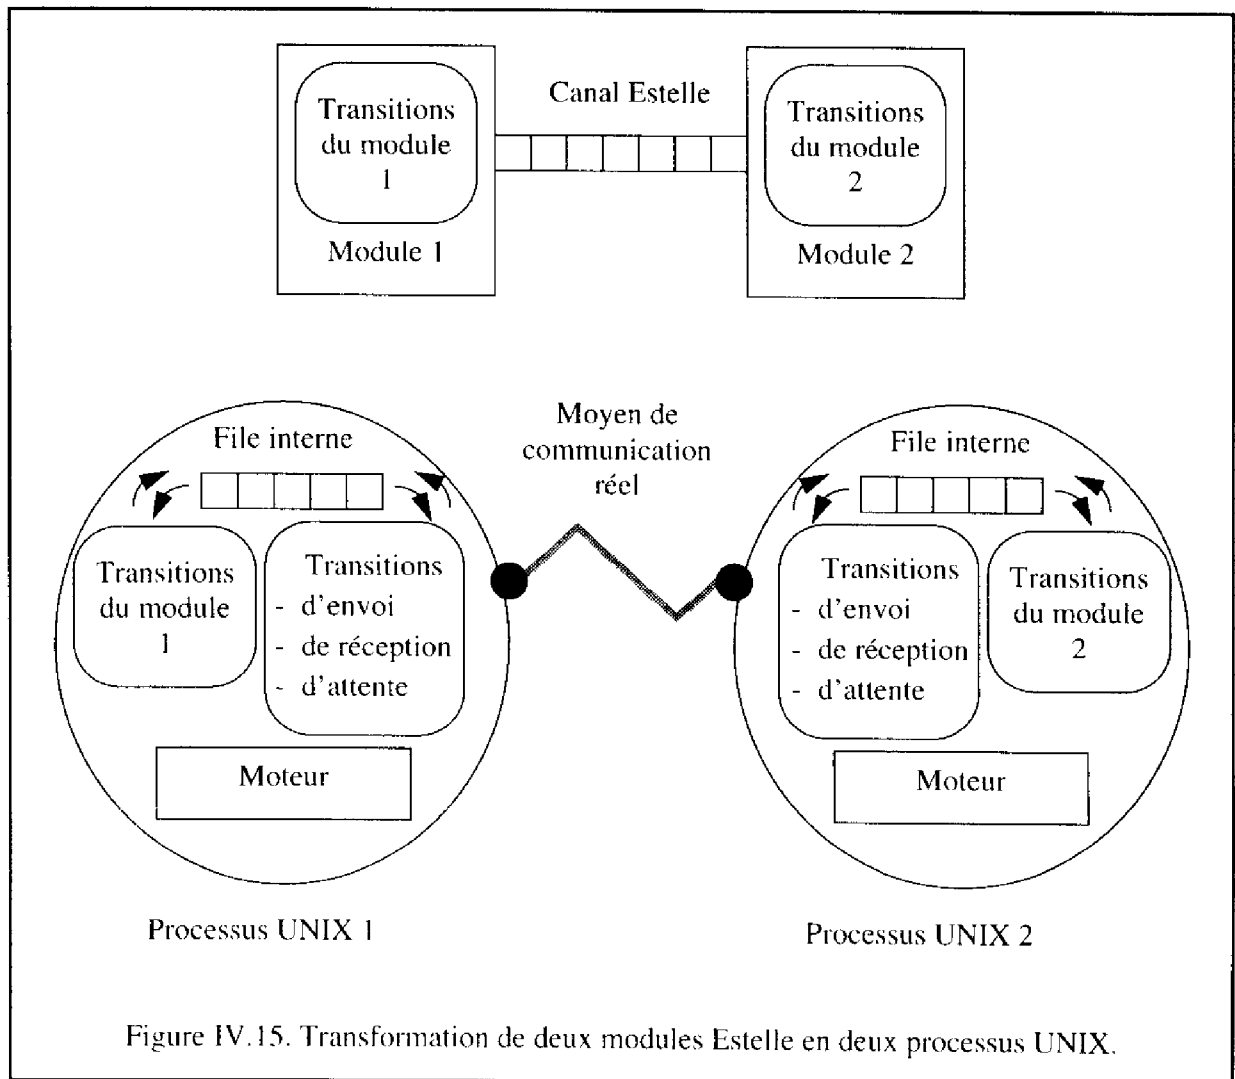 Canal Estelle
Transitions
du module
1
Module 1
Transitions
du module
2
Module 2
Moyen de
communication
réel
File interne
Transitions
du module
1
Transitions
- d'envoi
- de réception
- d'attente
Moteur
Processus UNIX 1
File interne
Transitions
- d'envoi
- de réception
- d'attente
Transitions
du module
2
Moteur
Processus UNIX 2
Figure IV.15. Transformation de deux modules Estelle en deux processus UNIX.